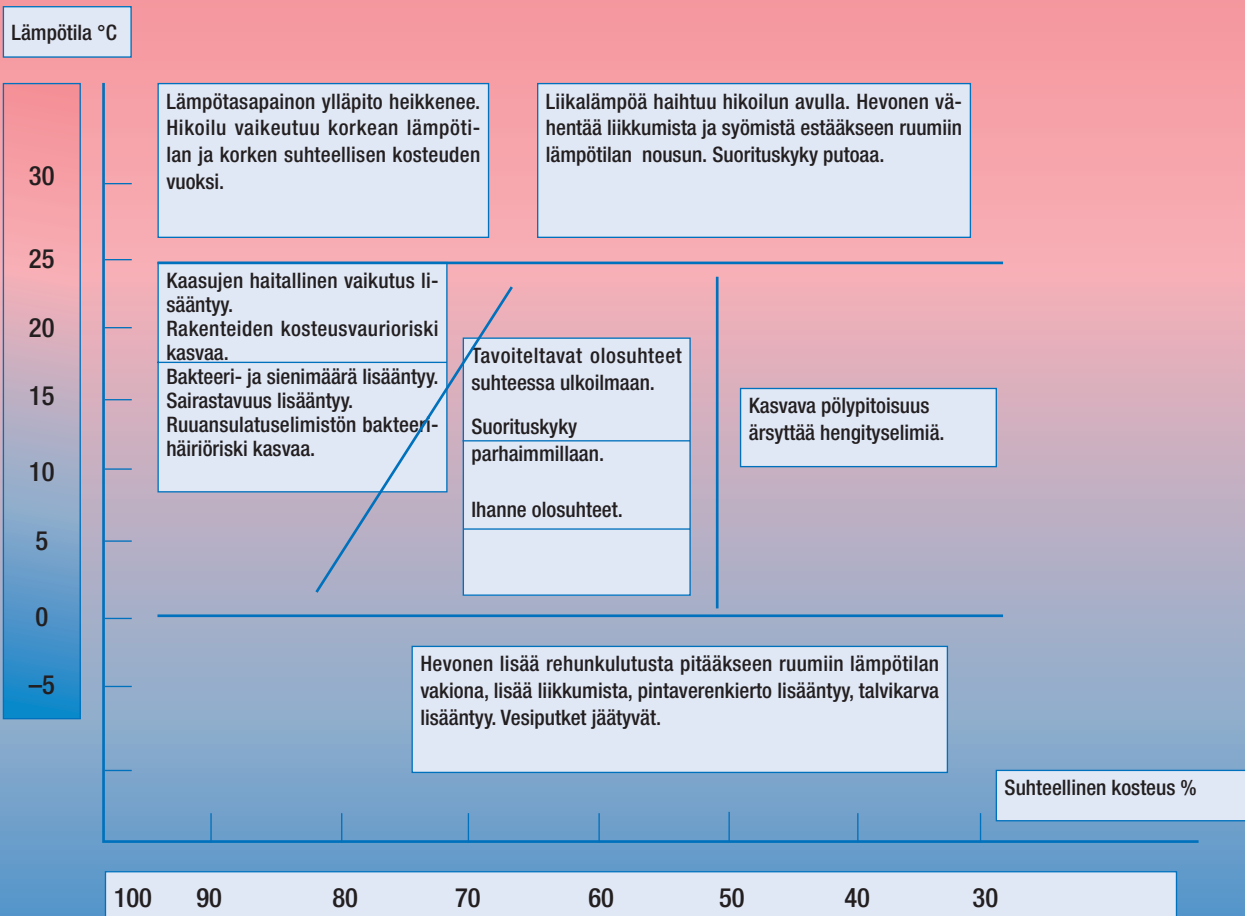 Lämpötila °C
Lämpötasapainon ylläpito heikkenee.
Hikoilu vaikeutuu korkean lämpöti-
lan ja korken suhteellisen kosteuden
vuoksi.
Liikalämpöä haihtuu hikoilun avulla. Hevonen vä-
hentää liikkumista ja syömistä estääkseen ruumiin
lämpötilan nousun. Suorituskyky putoaa.
30
25
20
15
10
5
0
–5
Kaasujen haitallinen vaikutus li-
sääntyy.
Rakenteiden kosteusvaurioriski
kasvaa.
Bakteeri- ja sienimäärä lisääntyy.
Sairastavuus lisääntyy.
Ruuansulatuselimistön bakteeri-
häiriöriski kasvaa.
Tavoiteltavat olosuhteet
suhteessa ulkoilmaan.
Suorituskyky
parhaimmillaan.
Ihanne olosuhteet.
Kasvava pölypitoisuus
ärsyttää hengityselimiä.
Hevonen lisää rehunkulutusta pitääkseen ruumiin lämpötilan
vakiona, lisää liikkumista, pintaverenkierto lisääntyy, talvikarva
lisääntyy. Vesiputket jäätyvät.
Suhteellinen kosteus %
100 90 80 70 60 50 40 30